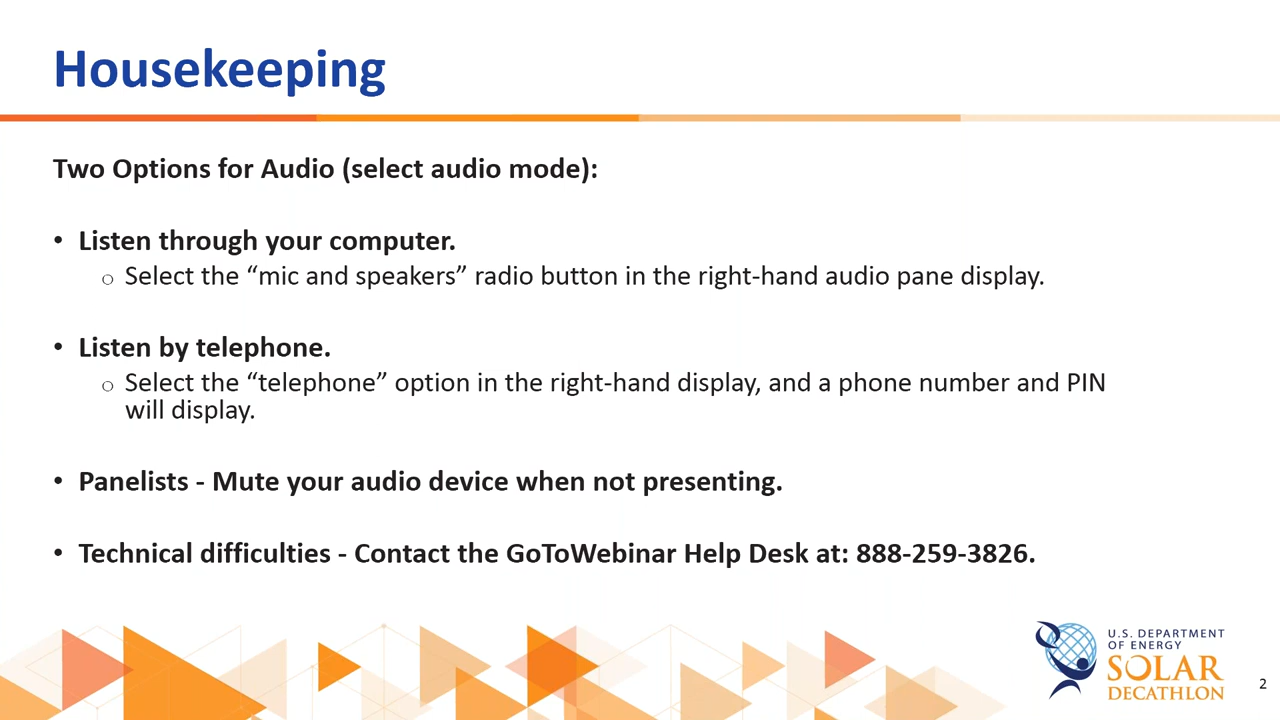 Housekeeping
Two Options for Audio (select audio mode):
• Listen through your computer.
o Select the “mic and speakers” radio button in the right-hand audio pane display.
• Listen by telephone.
o Select the “telephone” option in the right-hand display, and a phone number and PIN
will display.
• Panelists - Mute your audio device when not presenting.
• Technical difficulties - Contact the GoToWebinar Help Desk at: 888-259-3826.
U.S. DEPARTMENT
OF ENERGY
SOLAR
DECATHLON
2